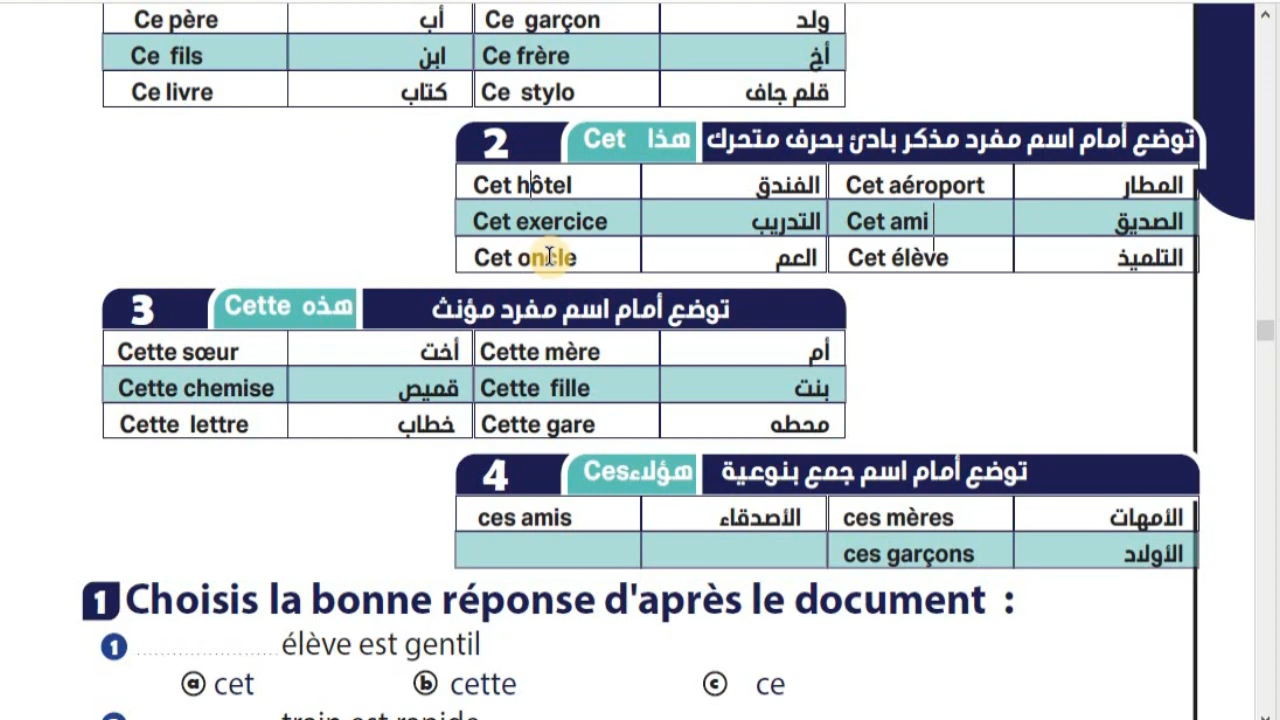 Ce père أب Ce garçon ولد
Ce fils ابن Ce frère أخ
Ce livre كتاب Ce stylo قلم جاف
2 Cet هذا توضع أمام اسم مفرد مذكر بادئ بحرف متحرك
Cet hôtel الفندق Cet aéroport المطار
Cet exercice التدريب Cet ami الصديق
Cet oncle العم Cet élève التلميذ
3 Cette هذه توضع أمام اسم مفرد مؤنث
Cette sœur أخت Cette mère أم
Cette chemise قميص Cette fille بنت
Cette lettre خطاب Cette gare محطه
4 Ces هؤلاء توضع أمام اسم جمع بنوعية
ces amis الأصدقاء ces mères الأمهات
ces garçons الأولاد
1 Choisis la bonne réponse d'après le document :
1 .................... élève est gentil
a cet b cette c ce
train est rapide